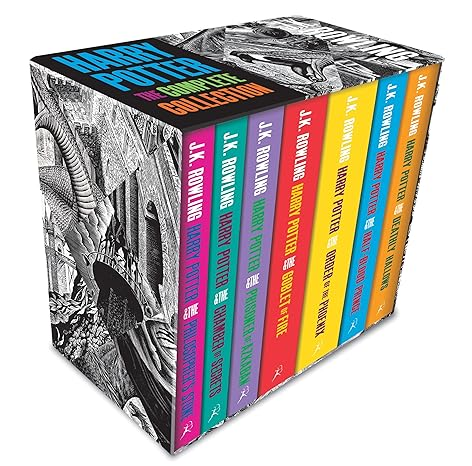 HARRY
POTTER
THE COMPLETE
COLLECTION
J.K. ROWLING
J.K. ROWLING HARRY POTTER & THE PHILOSOPHER'S STONE
J.K. ROWLING HARRY POTTER & THE CHAMBER OF SECRETS
J.K. ROWLING HARRY POTTER & THE PRISONER OF AZKABAN
J.K. ROWLING HARRY POTTER & THE GOBLET OF FIRE
J.K. ROWLING HARRY POTTER & THE ORDER OF THE PHOENIX
J.K. ROWLING HARRY POTTER & THE HALF-BLOOD PRINCE
J.K. ROWLING HARRY POTTER & THE DEATHLY HALLOWS